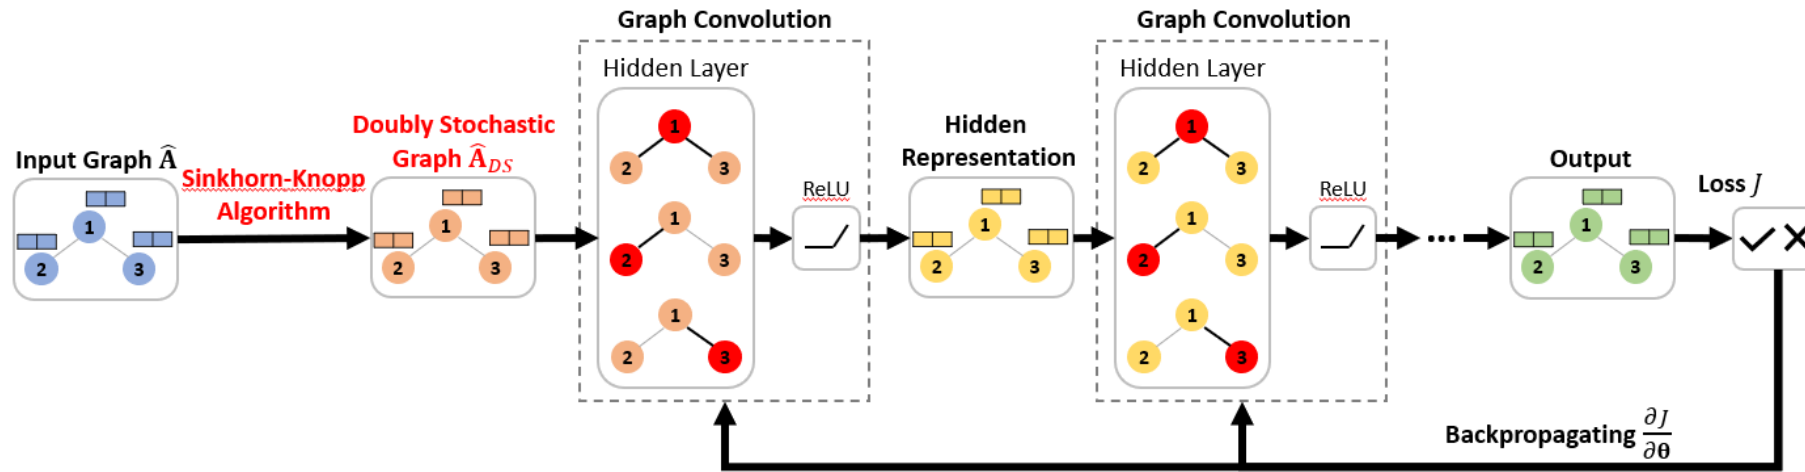 Graph Convolution
Graph Convolution
Hidden Layer
Hidden Layer
Input Graph Â
1
2
3
Sinkhorn-Knopp
Algorithm
Doubly Stochastic
Graph Â_DS
1
2
3
1
2
3
1
2
3
1
2
3
ReLU
Hidden
Representation
1
2
3
1
2
3
1
2
3
1
2
3
ReLU
...
Output
1
2
3
Loss J
Backpropagating ∂J/∂θ